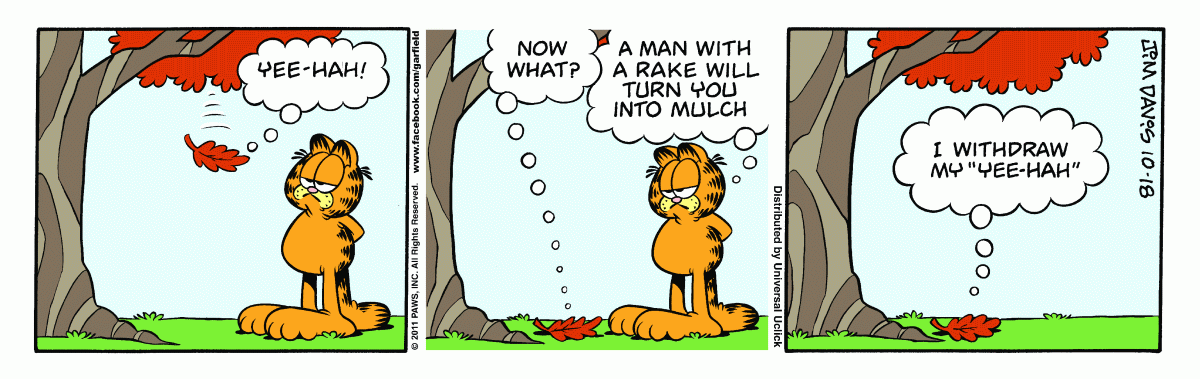 YEE-HAH!
© 2011 PAWS, INC. All Rights Reserved. www.facebook.com/garfield
NOW
WHAT?
A MAN WITH
A RAKE WILL
TURN YOU
INTO MULCH
Distributed by Universal Uclick
I WITHDRAW
MY "YEE-HAH"
JIM DAVIS 10-18